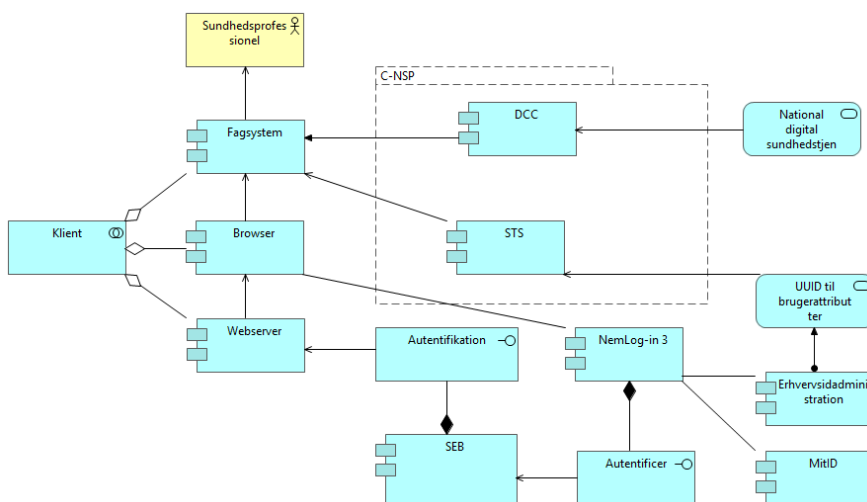 Sundhedsprofes
sionel
C-NSP
DCC
National
digital
sundhedstjen
Fagsystem
Klient
Browser
STS
UUID til
brugerattribut
ter
Webserver
Autentifikation
NemLog-in 3
Erhvervsidadmini
stration
SEB
Autentificer
MitID